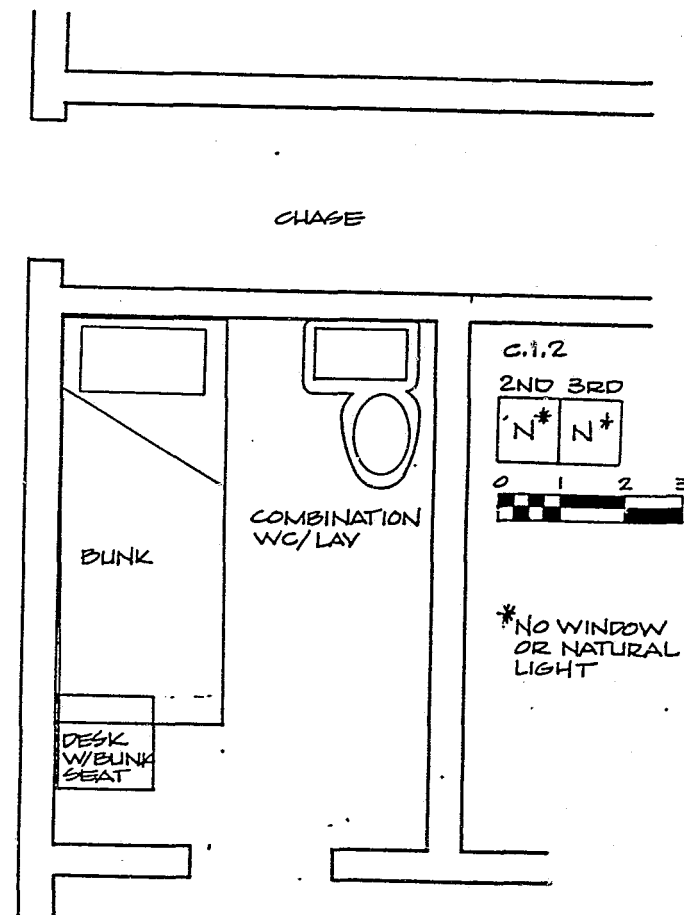 CHASE
C.1.2
2ND 3RD
N* N*
0 1 2 3
COMBINATION
WC/LAY
BUNK
*NO WINDOW
OR NATURAL
LIGHT
DESK
W/BUNK
SEAT